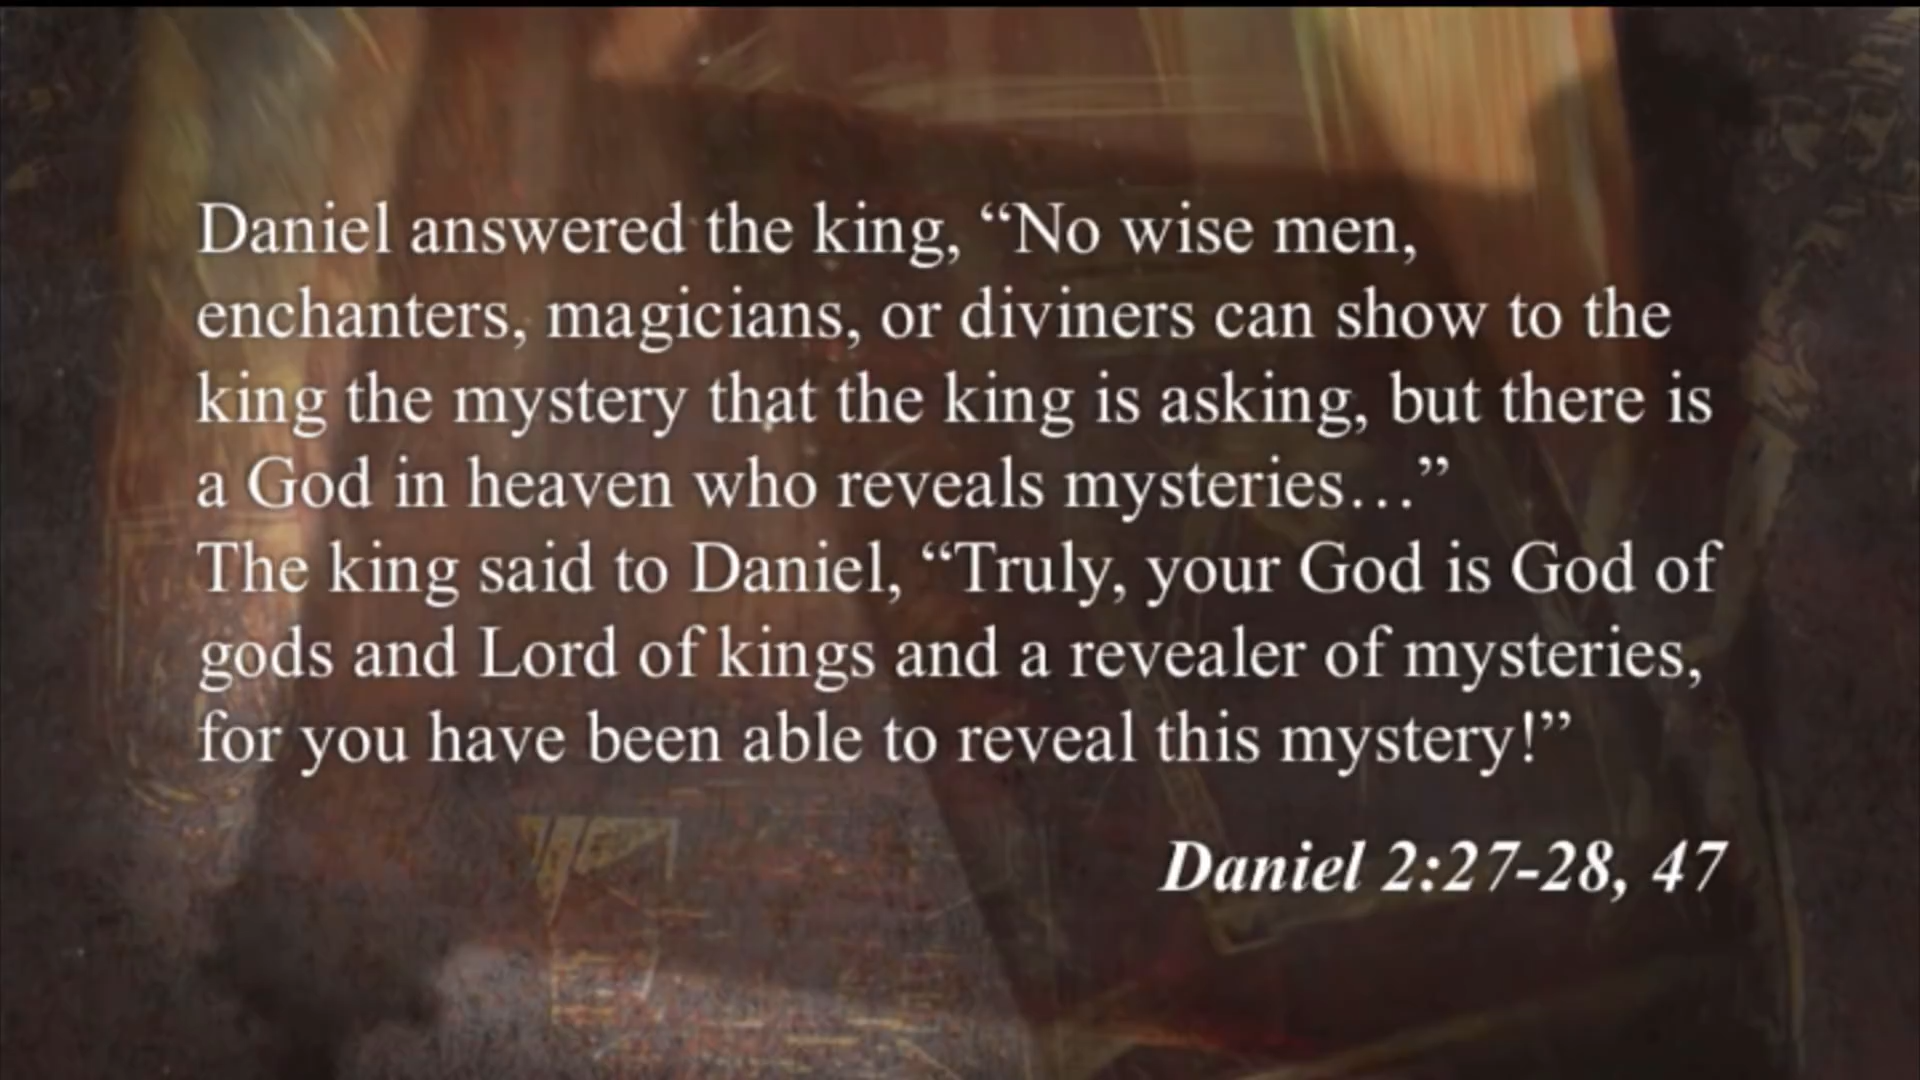 Daniel answered the king, “No wise men,
enchanters, magicians, or diviners can show to the
king the mystery that the king is asking, but there is
a God in heaven who reveals mysteries…”
The king said to Daniel, “Truly, your God is God of
gods and Lord of kings and a revealer of mysteries,
for you have been able to reveal this mystery!”
Daniel 2:27-28, 47